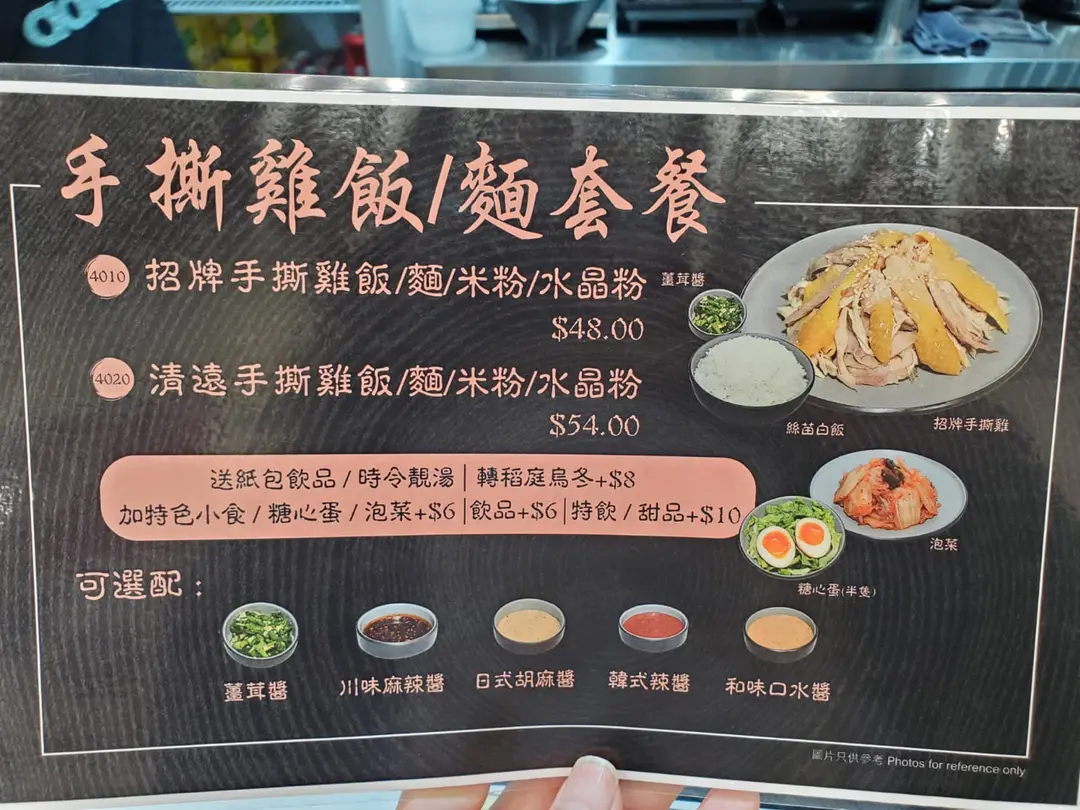 手撕雞飯/麵套餐
4010 招牌手撕雞飯/麵/米粉/水晶粉
$48.00
4020 清遠手撕雞飯/麵/米粉/水晶粉
$54.00
薑茸醬
絲苗白飯
招牌手撕雞
送紙包飲品 / 時令靚湯 | 轉稻庭烏冬+$8
加特色小食 / 糖心蛋 / 泡菜+$6 | 飲品+$6 | 特飲 / 甜品+$10
泡菜
糖心蛋(半隻)
可選配：
薑茸醬
川味麻辣醬
日式胡麻醬
韓式辣醬
和味口水醬
圖片只供參考 Photos for reference only